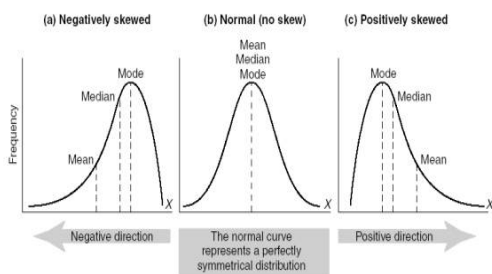 (a) Negatively skewed
(b) Normal (no skew)
(c) Positively skewed
Mean
Median
Mode
Mode
Median
Mean
Mode
Median
Mean
Frequency
X
X
X
Negative direction
The normal curve
represents a perfectly
symmetrical distribution
Positive direction